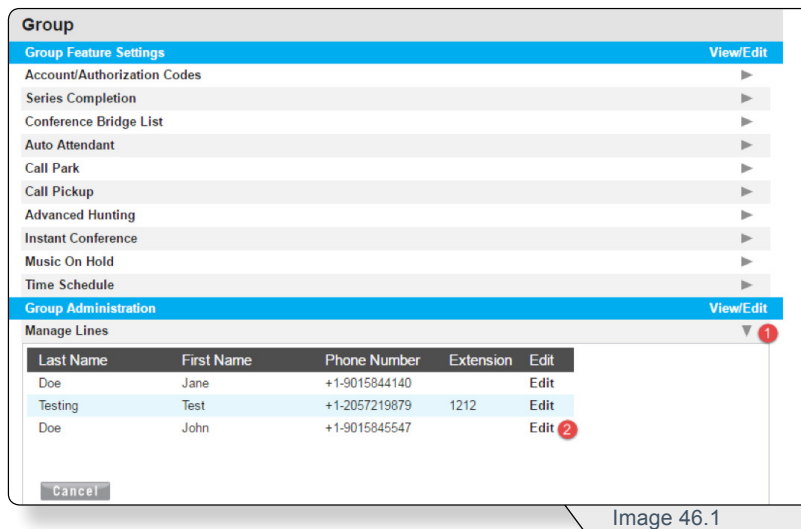 Group
Group Feature Settings View/Edit
Account/Authorization Codes
Series Completion
Conference Bridge List
Auto Attendant
Call Park
Call Pickup
Advanced Hunting
Instant Conference
Music On Hold
Time Schedule
Group Administration View/Edit
Manage Lines 1
Last Name First Name Phone Number Extension Edit
Doe Jane +1-9015844140 Edit
Testing Test +1-2057219879 1212 Edit
Doe John +1-9015845547 Edit 2
Cancel
Image 46.1